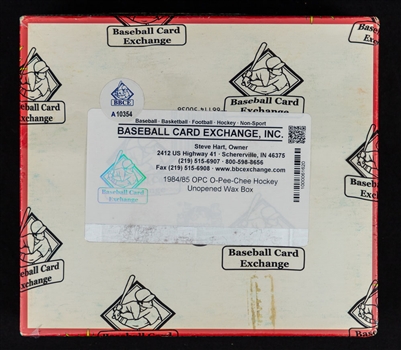 Baseball Card
Exchange
Baseball Card
Exchange
Baseball Card
Exchange
BBCE
A10354
Baseball · Basketball · Football · Hockey · Non-Sport
BASEBALL CARD EXCHANGE, INC.
Steve Hart, Owner
2412 US Highway 41 · Schererville, IN 46375
(219) 515-6907 · 800-598-8656
Fax (219) 515-6908 · www.bbcexchange.com
1984/85 OPC O-Pee-Chee Hockey
Unopened Wax Box
Baseball Card
Exchange
Baseball Card
Exchange
Baseball Card
Exchange